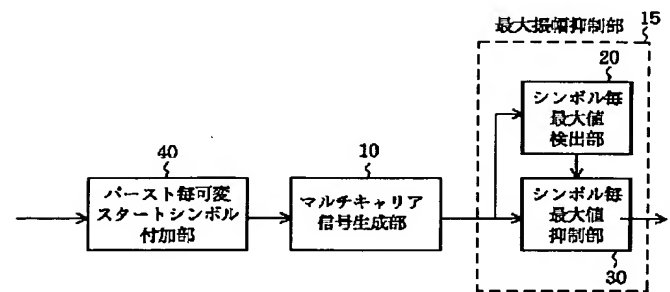 最大振幅抑制部
15
20
シンボル毎
最大値
検出部
40
バースト毎可変
スタートシンボル
付加部
10
マルチキャリア
信号生成部
シンボル毎
最大値
抑制部
30